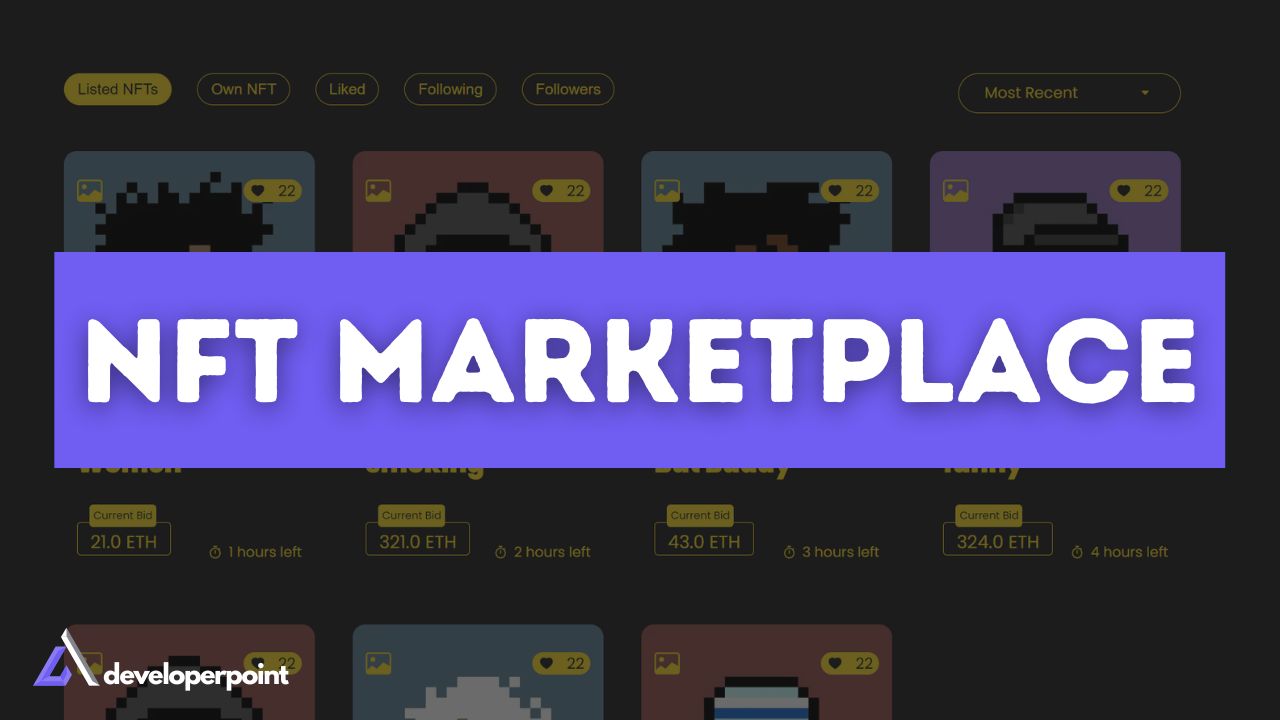 Listed NFTs Own NFT Liked Following Followers Most Recent
22 22 22 22
NFT MARKETPLACE
Current Bid Current Bid Current Bid Current Bid
21.0 ETH 1 hours left 321.0 ETH 2 hours left 43.0 ETH 3 hours left 324.0 ETH 4 hours left
22 22 22
developerpoint